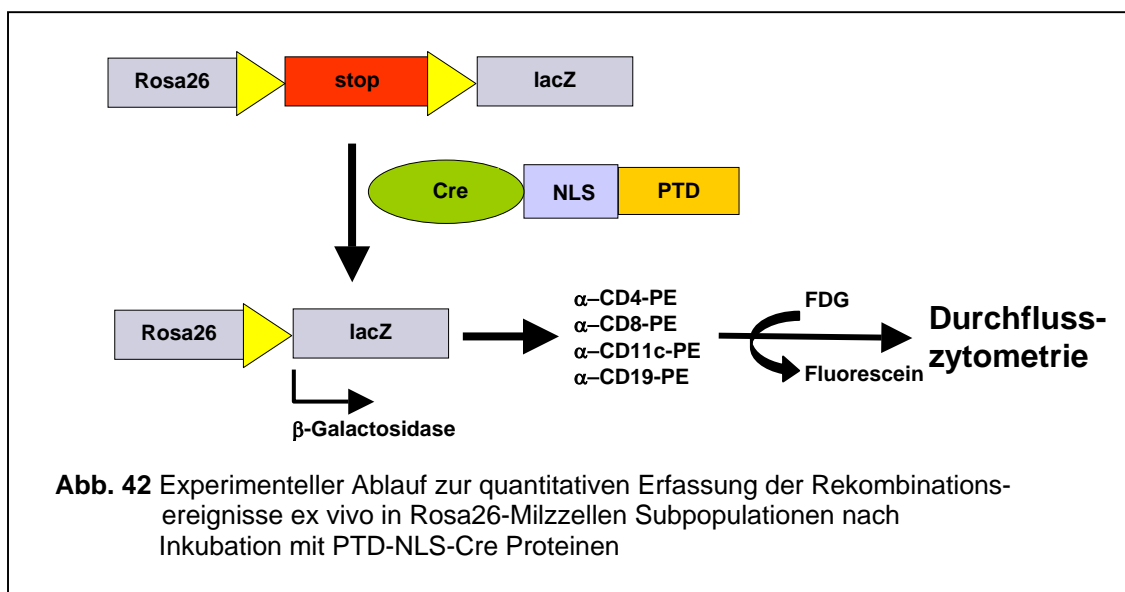 Rosa26 stop lacZ
Cre NLS PTD
Rosa26 lacZ
β-Galactosidase
α–CD4-PE
α–CD8-PE
α–CD11c-PE
α–CD19-PE
FDG
Fluorescein
Durchfluss-
zytometrie
Abb. 42 Experimenteller Ablauf zur quantitativen Erfassung der Rekombinations-
ereignisse ex vivo in Rosa26-Milzzellen Subpopulationen nach
Inkubation mit PTD-NLS-Cre Proteinen